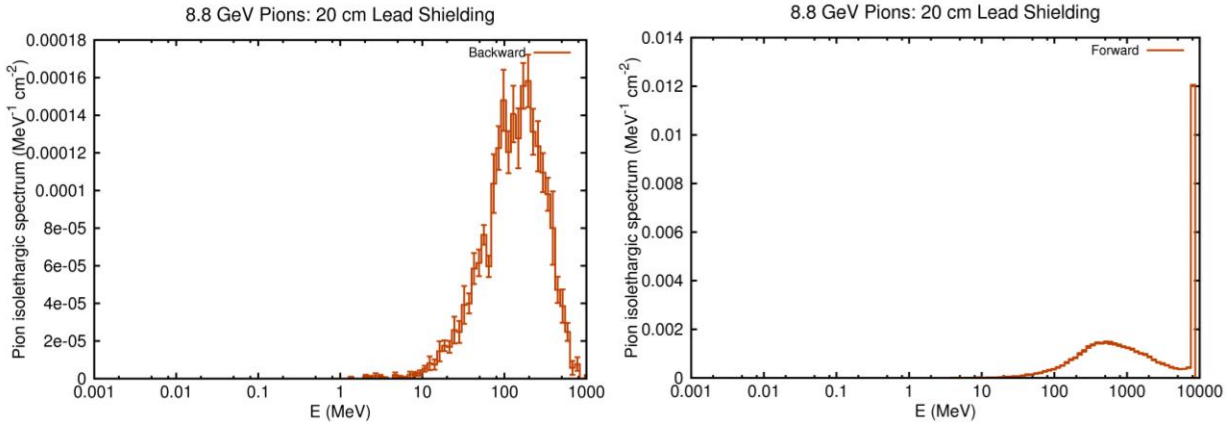 8.8 GeV Pions: 20 cm Lead Shielding
Pion isolethargic spectrum (MeV⁻¹ cm⁻²)
0.00018
0.00016
0.00014
0.00012
0.0001
8e-05
6e-05
4e-05
2e-05
0
Backward
0.001 0.01 0.1 1 10 100 1000
E (MeV)
8.8 GeV Pions: 20 cm Lead Shielding
Pion isolethargic spectrum (MeV⁻¹ cm⁻²)
0.014
0.012
0.01
0.008
0.006
0.004
0.002
0
Forward
0.001 0.01 0.1 1 10 100 1000 10000
E (MeV)